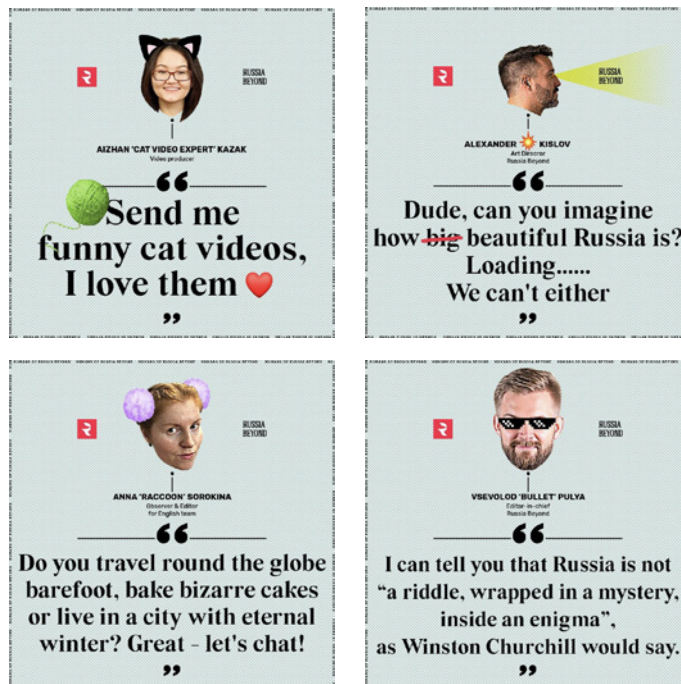 RUSSIA
BEYOND
AIZHAN 'CAT VIDEO EXPERT' KAZAK
Video producer
“
Send me
funny cat videos,
I love them ❤️
”
RUSSIA
BEYOND
ALEXANDER 💥 KISLOV
Art Director
Russia Beyond
“
Dude, can you imagine
how big beautiful Russia is?
Loading......
We can't either
”
RUSSIA
BEYOND
ANNA 'RACCOON' SOROKINA
Observer & Editor
for English team
“
Do you travel round the globe
barefoot, bake bizarre cakes
or live in a city with eternal
winter? Great - let's chat!
”
RUSSIA
BEYOND
VSEVOLOD 'BULLET' PULYA
Editor-in-chief
Russia Beyond
“
I can tell you that Russia is not
“a riddle, wrapped in a mystery,
inside an enigma”,
as Winston Churchill would say.
”